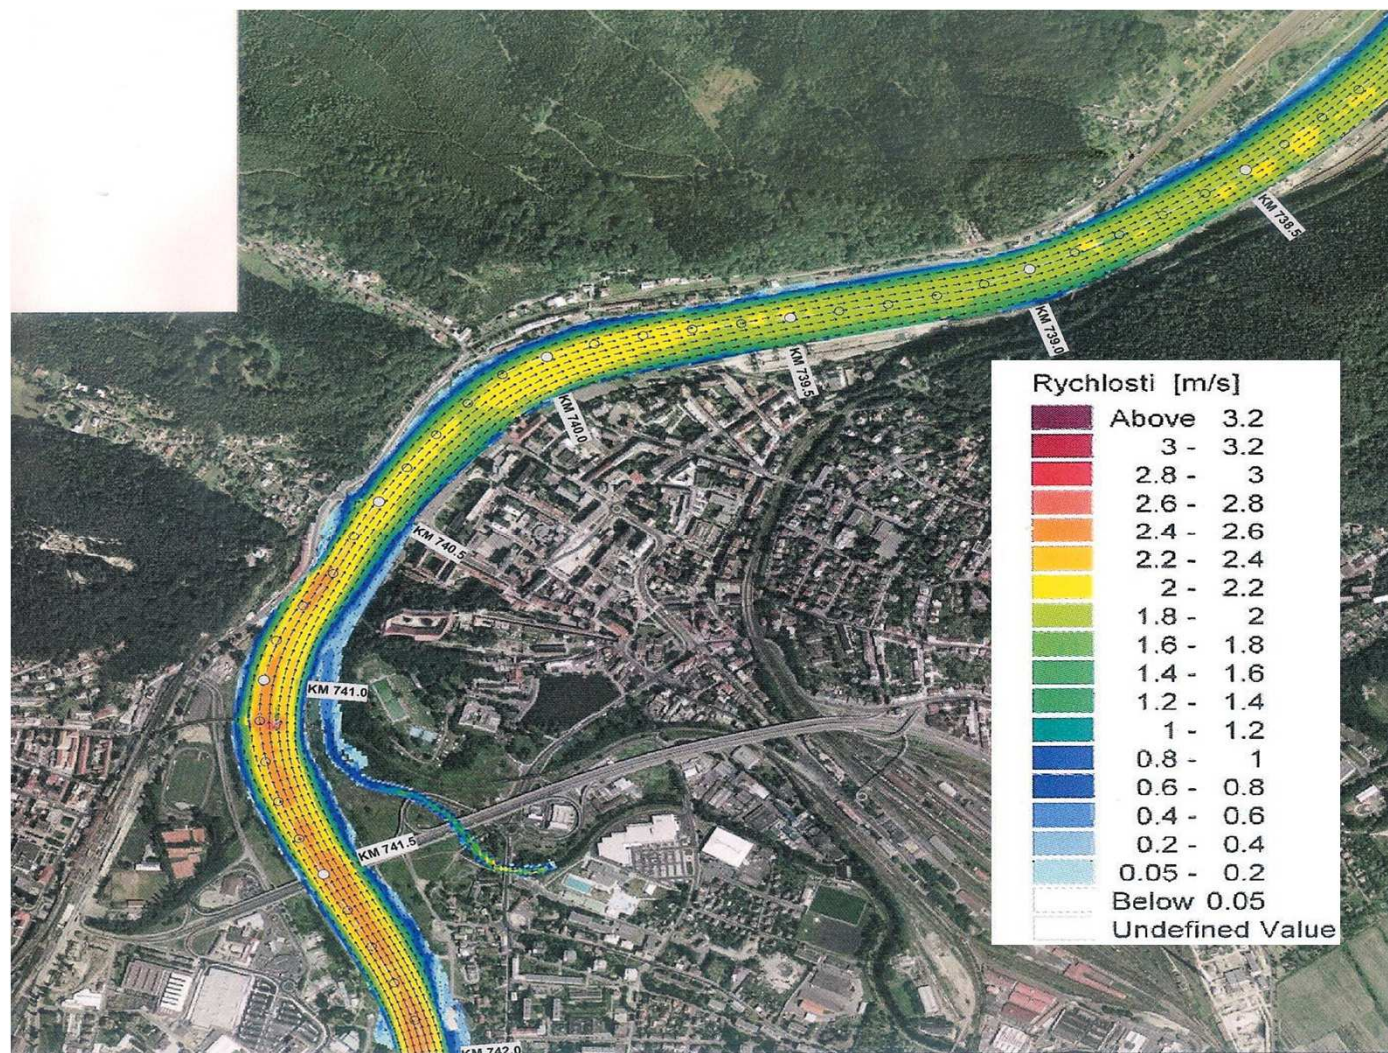 KM 738.5
KM 739.0
KM 739.5
KM 740.0
KM 740.5
KM 741.0
KM 741.5
KM 742.0
Rychlosti [m/s]
Above 3.2
3 - 3.2
2.8 - 3
2.6 - 2.8
2.4 - 2.6
2.2 - 2.4
2 - 2.2
1.8 - 2
1.6 - 1.8
1.4 - 1.6
1.2 - 1.4
1 - 1.2
0.8 - 1
0.6 - 0.8
0.4 - 0.6
0.2 - 0.4
0.05 - 0.2
Below 0.05
Undefined Value